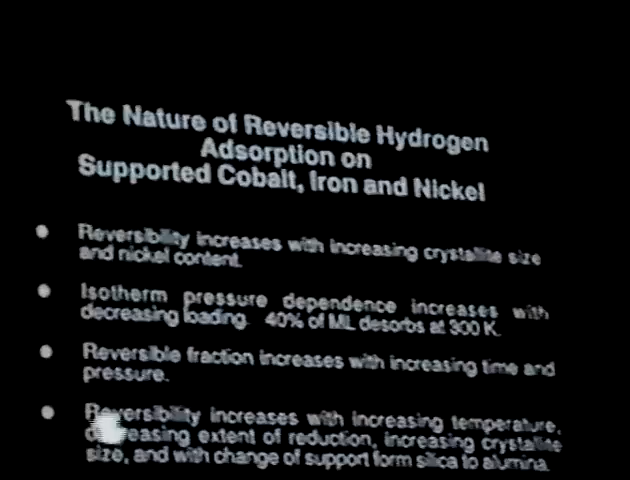 The Nature of Reversible Hydrogen
Adsorption on
Supported Cobalt, Iron and Nickel
● Reversibility increases with increasing crystallite size
and nickel content.
● Isotherm pressure dependence increases with
decreasing loading. 40% of ML desorbs at 300 K.
● Reversible fraction increases with increasing time and
pressure.
● Reversibility increases with increasing temperature,
decreasing extent of reduction, increasing crystallite
size, and with change of support form silica to alumina.